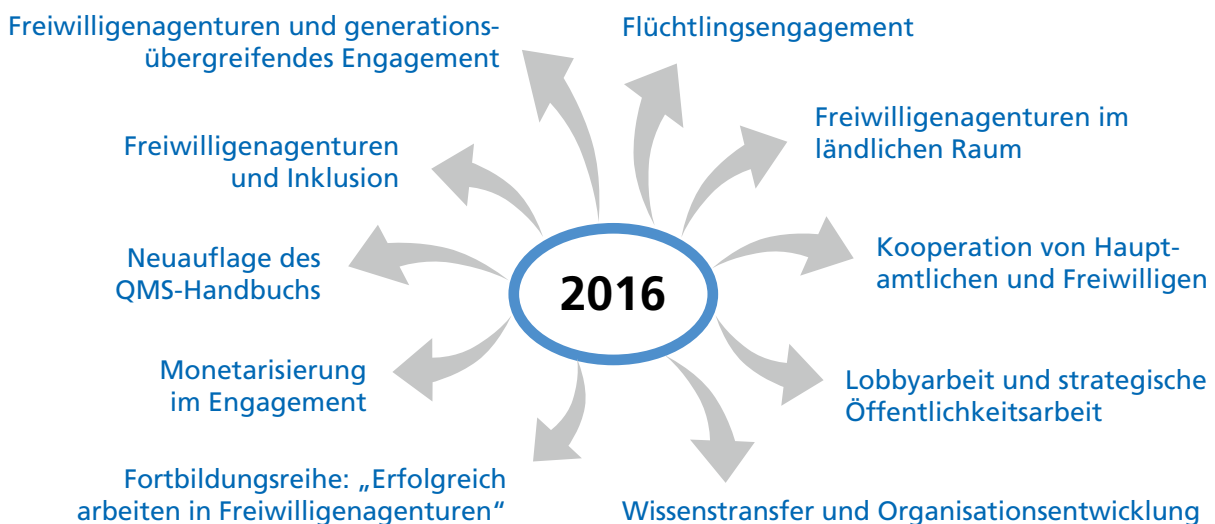 Freiwilligenagenturen und generations-
übergreifendes Engagement
Flüchtlingsengagement
Freiwilligenagenturen im
ländlichen Raum
Freiwilligenagenturen
und Inklusion
Neuauflage des
QMS-Handbuchs
2016
Kooperation von Haupt-
amtlichen und Freiwilligen
Monetarisierung
im Engagement
Lobbyarbeit und strategische
Öffentlichkeitsarbeit
Fortbildungsreihe: „Erfolgreich
arbeiten in Freiwilligenagenturen“
Wissenstransfer und Organisationsentwicklung